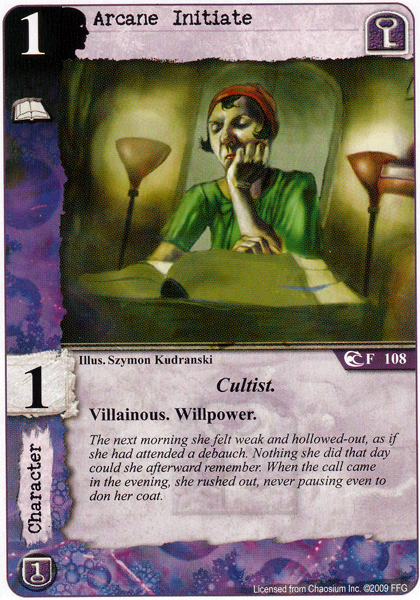 1
Arcane Initiate
Illus. Szymon Kudranski
F 108
1
Cultist.
Villainous. Willpower.
The next morning she felt weak and hollowed-out, as if
she had attended a debauch. Nothing she did that day
could she afterward remember. When the call came
in the evening, she rushed out, never pausing even to
don her coat.
Character
1
Licensed from Chaosium Inc. ©2009 FFG